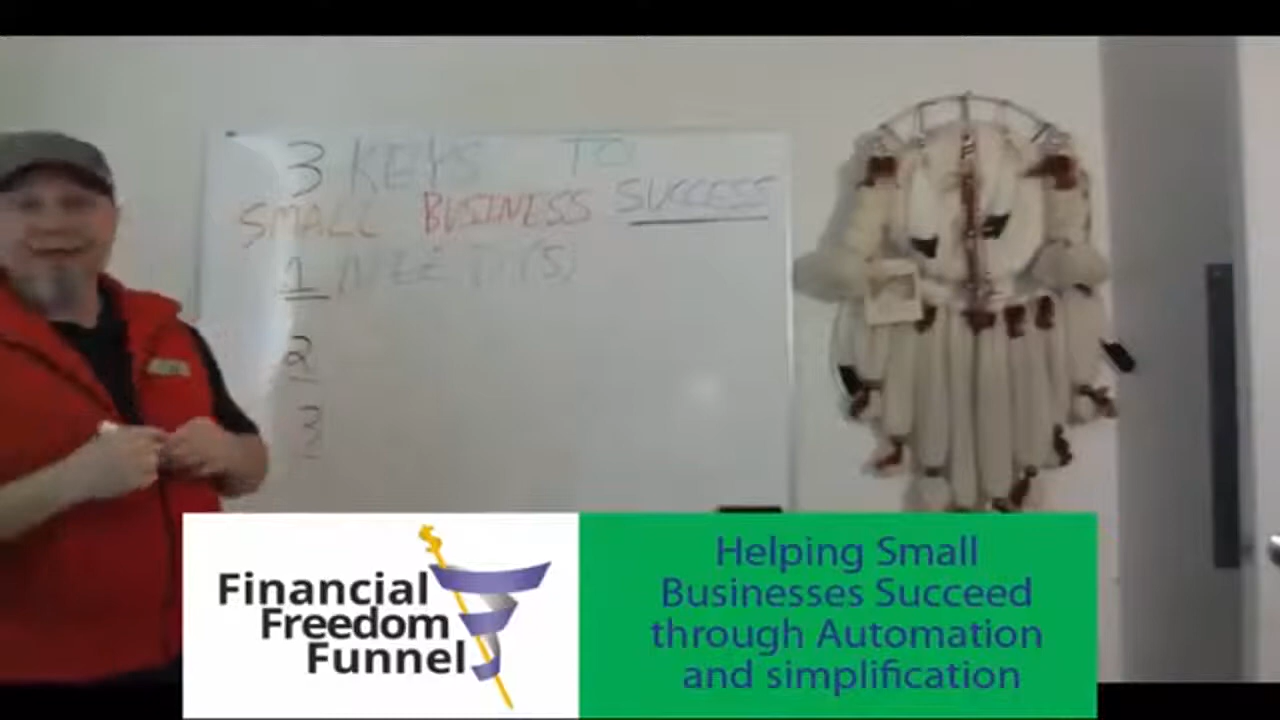 3 KEYS TO
SMALL BUSINESS SUCCESS
1
2
3
Financial
Freedom
Funnel
Helping Small
Businesses Succeed
through Automation
and simplification